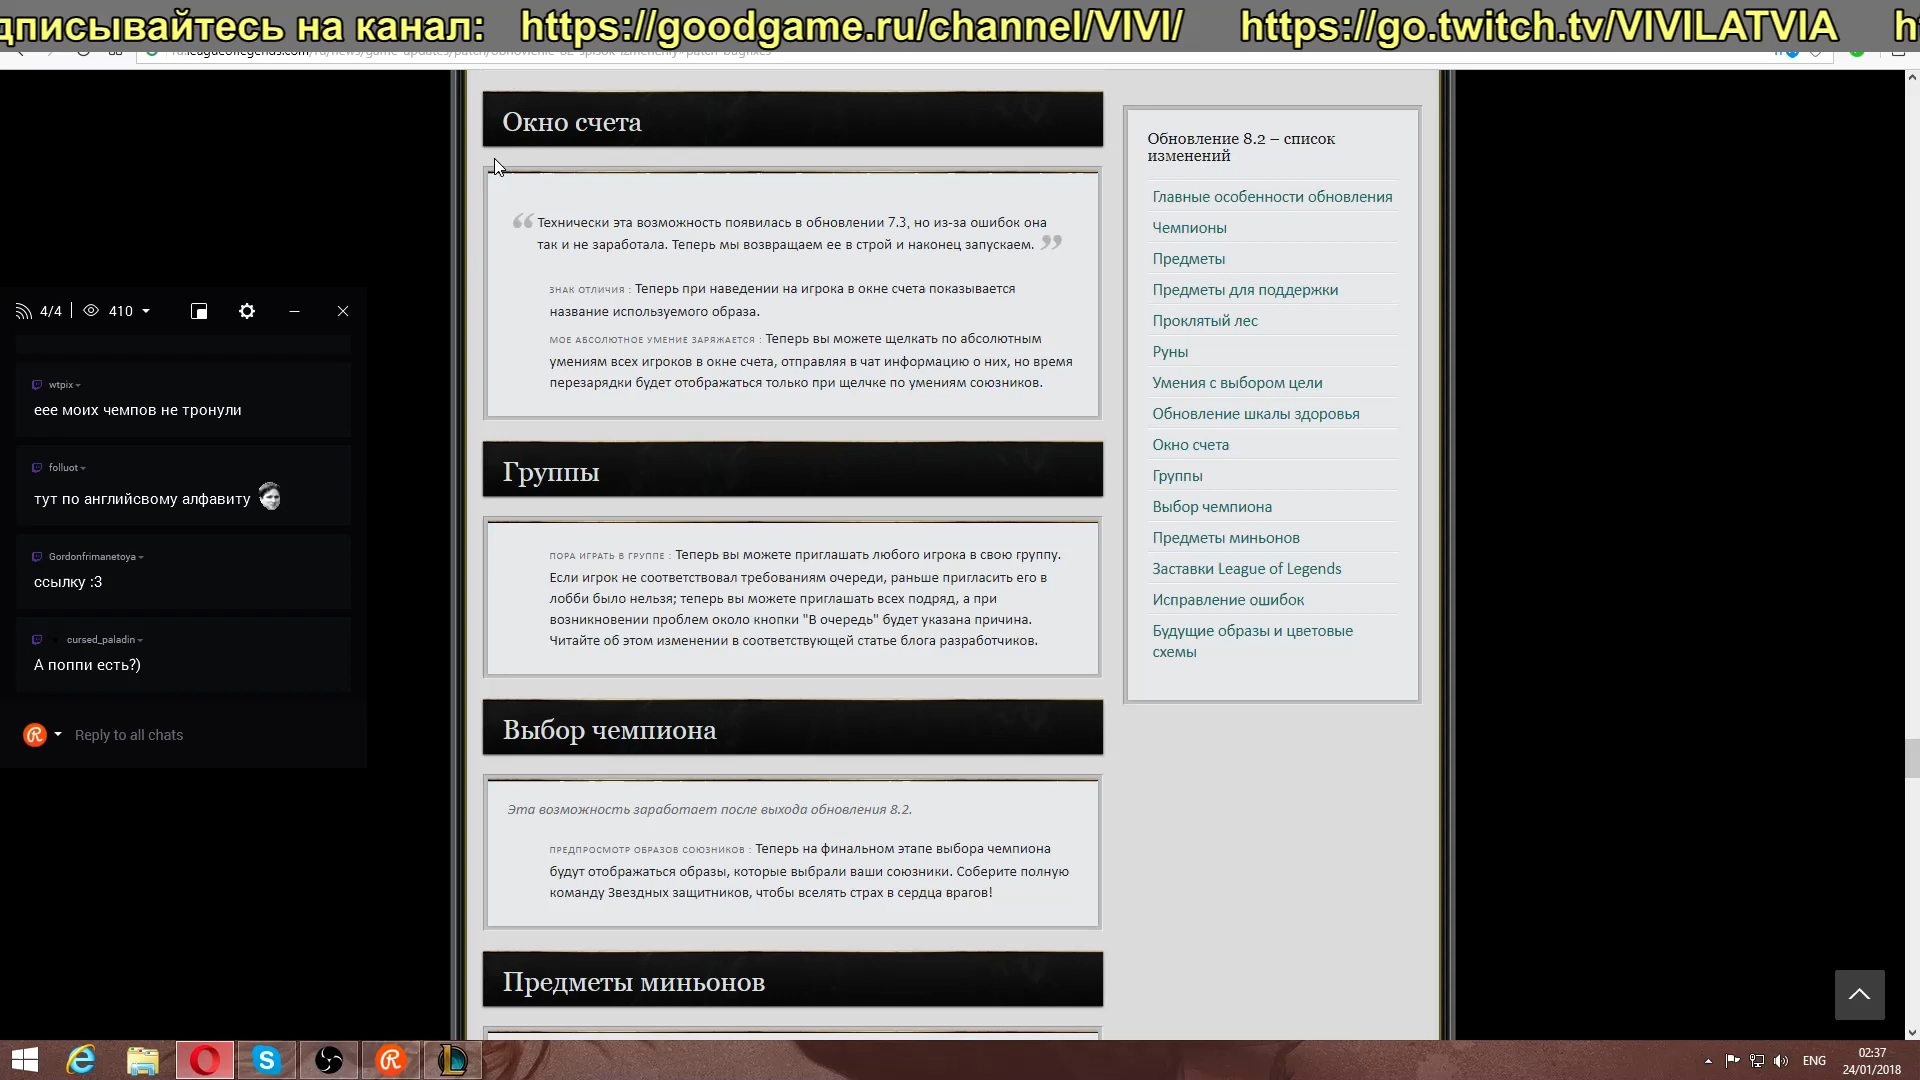 дписывайтесь на канал: https://goodgame.ru/channel/VIVI/ https://go.twitch.tv/VIVILATVIA
Окно счета
“ Технически эта возможность появилась в обновлении 7.3, но из-за ошибок она
так и не заработала. Теперь мы возвращаем ее в строй и наконец запускаем. ”
ЗНАК ОТЛИЧИЯ : Теперь при наведении на игрока в окне счета показывается
название используемого образа.
МОЕ АБСОЛЮТНОЕ УМЕНИЕ ЗАРЯЖАЕТСЯ : Теперь вы можете щелкать по абсолютным
умениям всех игроков в окне счета, отправляя в чат информацию о них, но время
перезарядки будет отображаться только при щелчке по умениям союзников.
Группы
ПОРА ИГРАТЬ В ГРУППЕ : Теперь вы можете приглашать любого игрока в свою группу.
Если игрок не соответствовал требованиям очереди, раньше пригласить его в
лобби было нельзя; теперь вы можете приглашать всех подряд, а при
возникновении проблем около кнопки "В очередь" будет указана причина.
Читайте об этом изменении в соответствующей статье блога разработчиков.
Выбор чемпиона
Эта возможность заработает после выхода обновления 8.2.
ПРЕДПРОСМОТР ОБРАЗОВ СОЮЗНИКОВ : Теперь на финальном этапе выбора чемпиона
будут отображаться образы, которые выбрали ваши союзники. Соберите полную
команду Звездных защитников, чтобы вселять страх в сердца врагов!
Предметы миньонов
Обновление 8.2 – список
изменений
Главные особенности обновления
Чемпионы
Предметы
Предметы для поддержки
Проклятый лес
Руны
Умения с выбором цели
Обновление шкалы здоровья
Окно счета
Группы
Выбор чемпиона
Предметы миньонов
Заставки League of Legends
Исправление ошибок
Будущие образы и цветовые
схемы
4/4 410
wtpix
еее моих чемпов не тронули
folluot
тут по английсвому алфавиту
Gordonfrimanetoya
ссылку :3
cursed_paladin
А поппи есть?)
Reply to all chats
ENG
02:37
24/01/2018